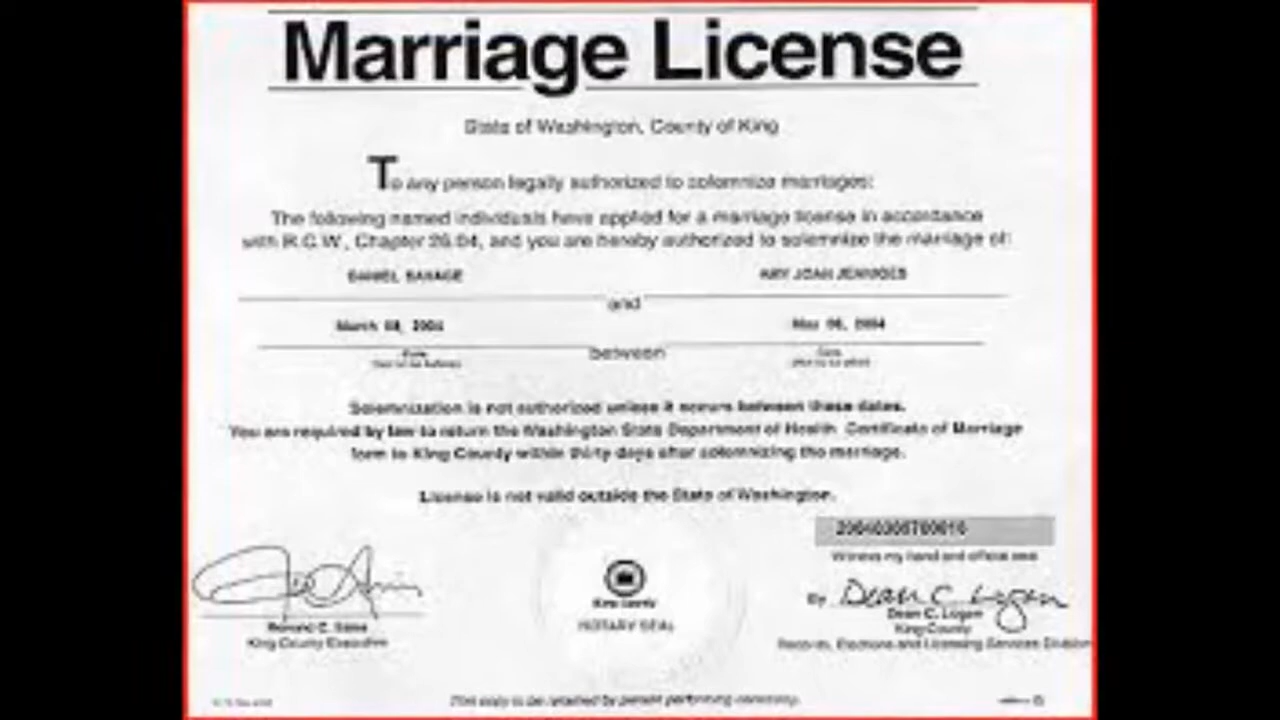 Marriage License
State of Washington, County of King
To any person legally authorized to solemnize marriages:
The following named individuals have applied for a marriage license in accordance
with R.C.W., Chapter 26.04, and you are hereby authorized to solemnize the marriage of:
DANIEL SAVAGE
AMY JOAN JENNIGES
and
March 2004
May 2004
between
Date
Date
Solemnization is not authorized unless it occurs between these dates.
You are required by law to return the Washington State Department of Health Certificate of Marriage
form to King County within thirty days after solemnizing the marriage.
License is not valid outside the State of Washington.
Witness my hand and official seal
By Dean C. Logan
Dean C. Logan
King County
Records, Elections and Licensing Services Division
King County
NOTARY SEAL
King County Executive
This copy to be retained by person performing ceremony.